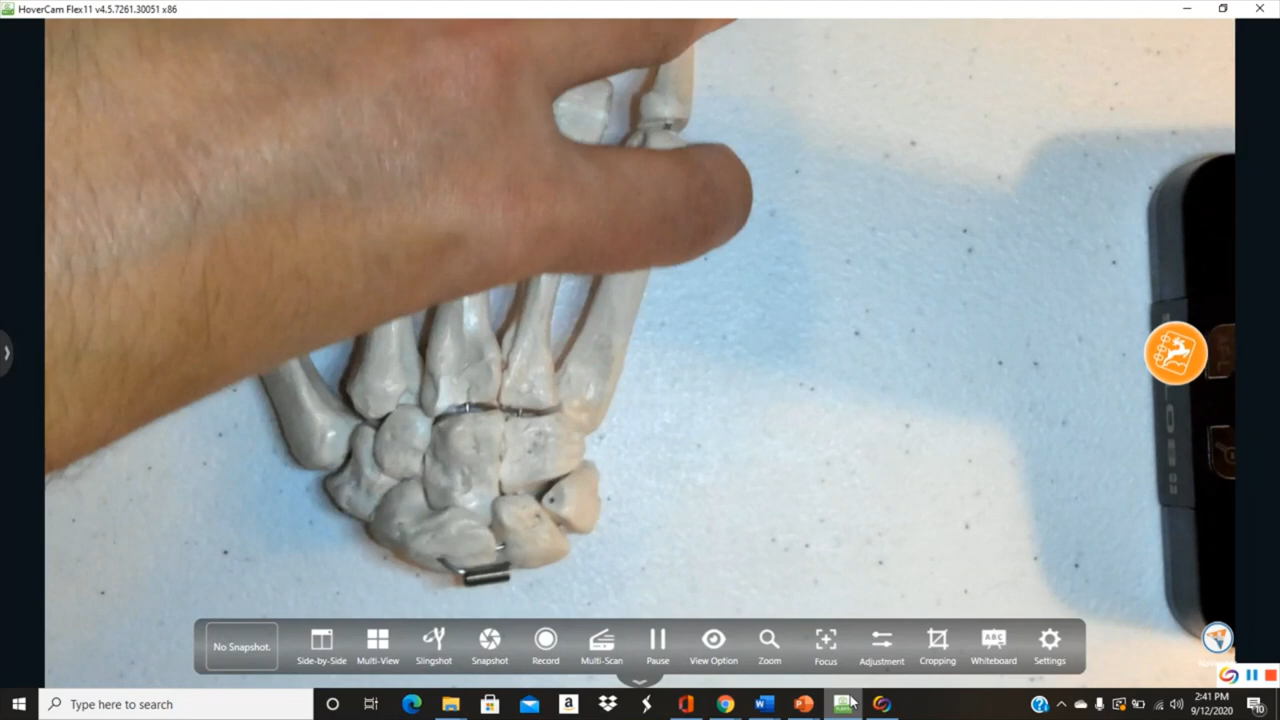 HoverCam Flex11 v4.5.7261.30051 x86
No Snapshot.
Side-by-Side
Multi-View
Slingshot
Snapshot
Record
Multi-Scan
Pause
View Option
Zoom
Focus
Adjustment
Cropping
ABC
Whiteboard
Settings
Type here to search
2:41 PM
9/12/2020
10